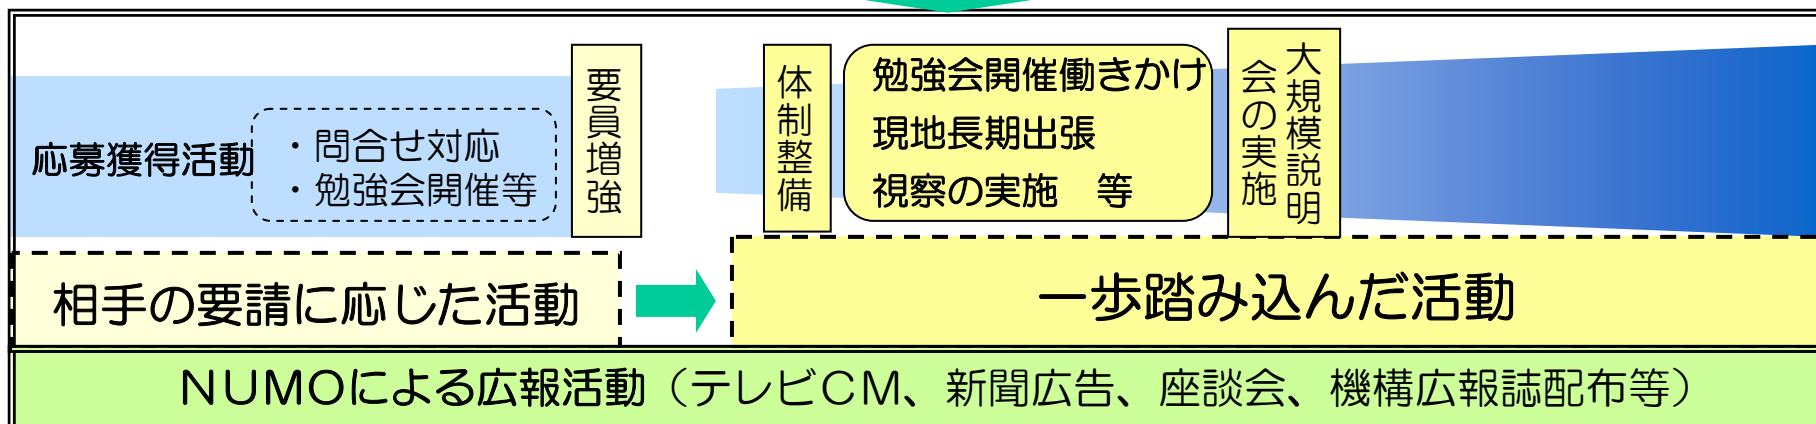 応募獲得活動
・問合せ対応
・勉強会開催等
要員増強
体制整備
勉強会開催働きかけ
現地長期出張
視察の実施　等
大規模説明
会の実施
相手の要請に応じた活動
一歩踏み込んだ活動
ＮＵＭＯによる広報活動（テレビＣＭ、新聞広告、座談会、機構広報誌配布等）